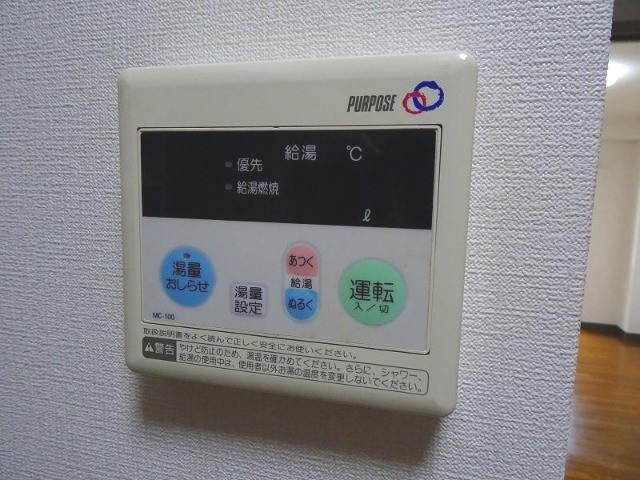 PURPOSE
給湯 ℃
優先
給湯燃焼
ℓ
湯量
おしらせ
湯量
設定
あつく
給湯
ぬるく
運転
入／切
MC-100
取扱説明書をよく読んで正しく安全にお使いください。
警告 やけど防止のため、湯温を確かめてください。さらに、シャワー、
給湯の使用中は、使用者以外お湯の温度を変更しないでください。